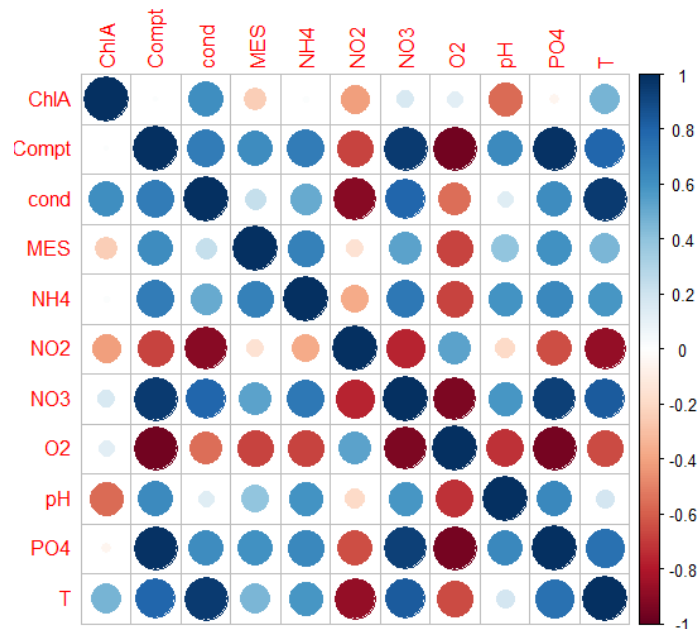 ChlA Compt cond MES NH4 NO2 NO3 O2 pH PO4 T
ChlA
Compt
cond
MES
NH4
NO2
NO3
O2
pH
PO4
T
1
0.8
0.6
0.4
0.2
0
-0.2
-0.4
-0.6
-0.8
-1